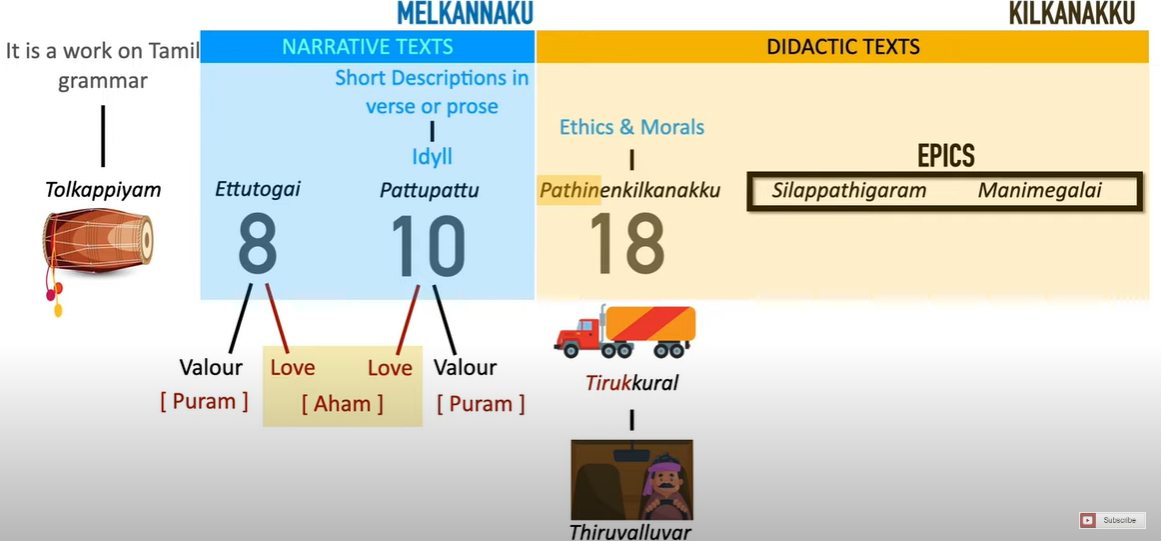 MELKANNAKU
KILKANAKKU
It is a work on Tamil
grammar
NARRATIVE TEXTS
DIDACTIC TEXTS
Short Descriptions in
verse or prose
Idyll
Ethics & Morals
EPICS
Tolkappiyam
Ettutogai
Pattupattu
Pathinenkilkanakku
Silappathigaram
Manimegalai
8
10
18
Valour
Love
Love
Valour
[ Puram ]
[ Aham ]
[ Puram ]
Tirukkural
Thiruvalluvar
Subscribe